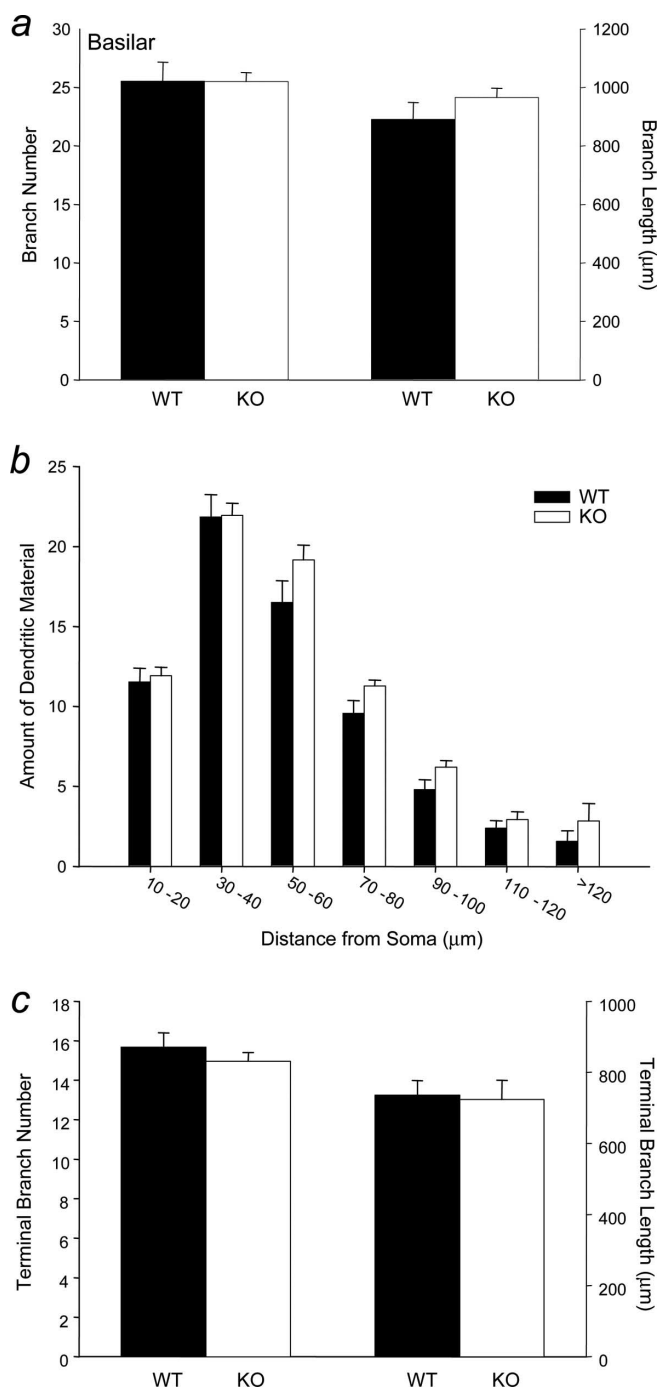 a
Basilar
30
25
20
15
10
5
0
Branch Number
1200
1000
800
600
400
200
0
Branch Length (μm)
WT KO WT KO
b
25
20
15
10
5
0
Amount of Dendritic Material
WT
KO
10 -20 30 -40 50 -60 70 -80 90 -100 110 -120 >120
Distance from Soma (μm)
c
18
16
14
12
10
8
6
4
2
0
Terminal Branch Number
1000
800
600
400
200
0
Terminal Branch Length (μm)
WT KO WT KO